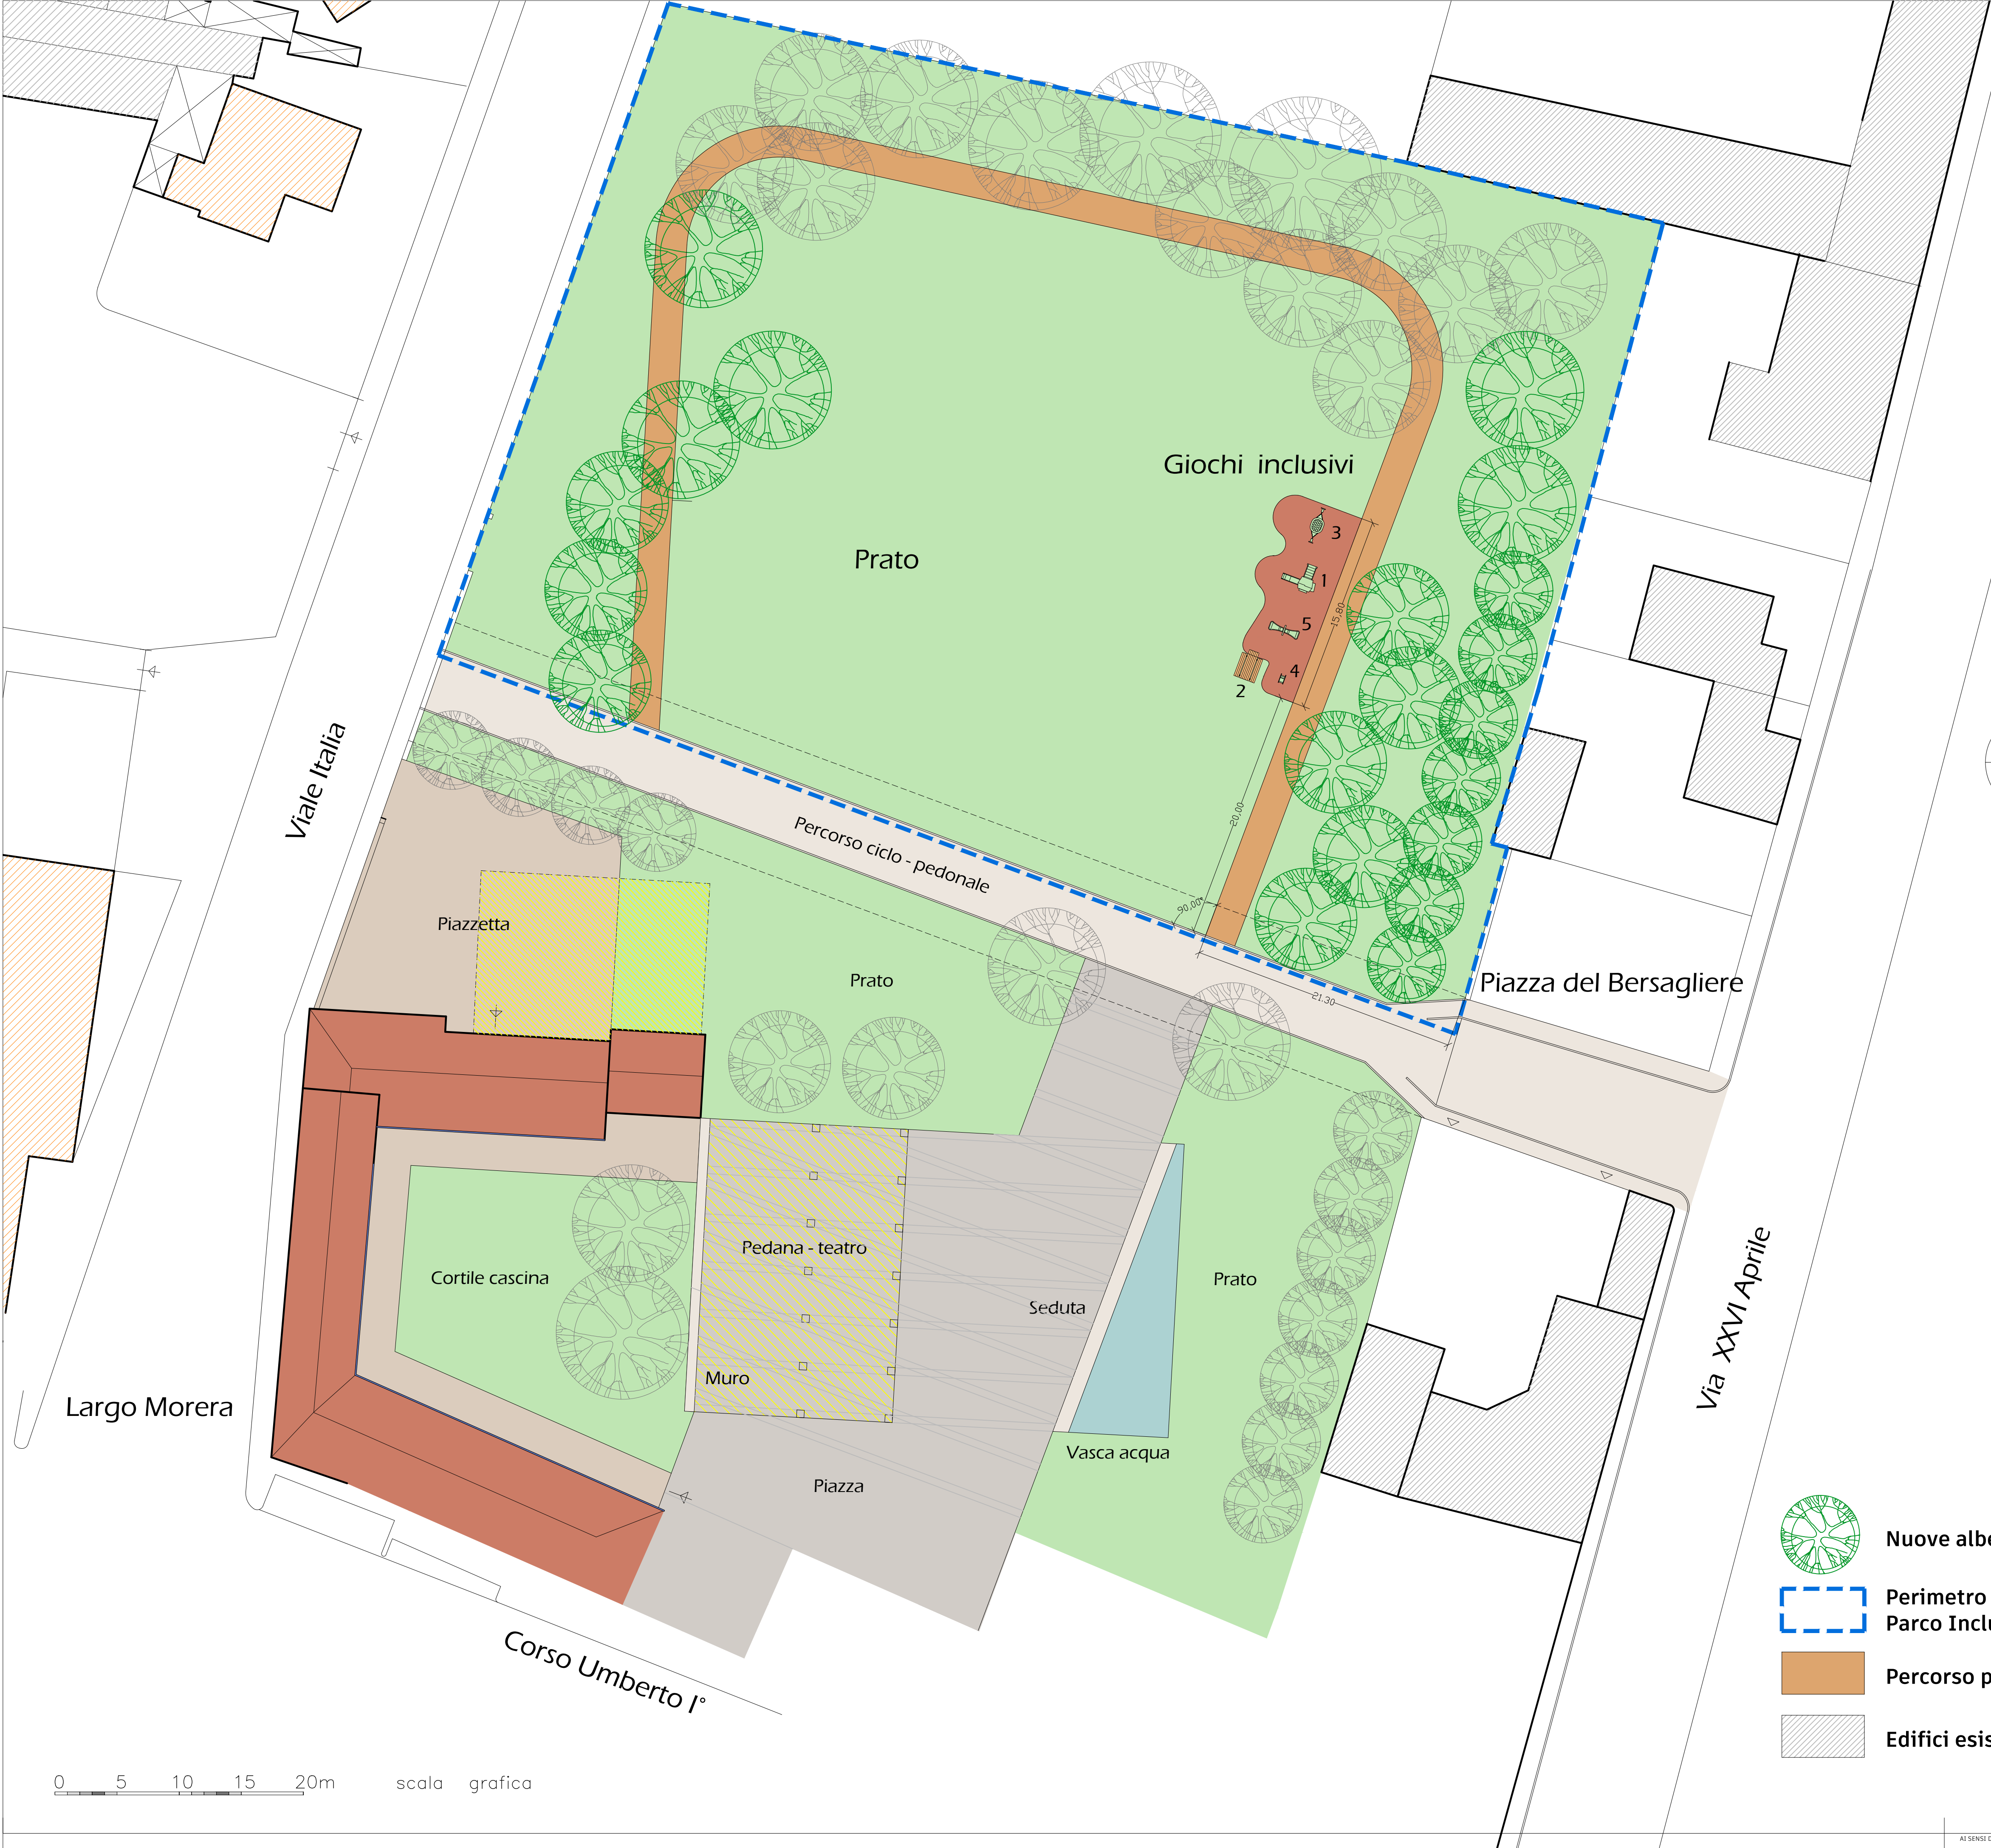 Giochi inclusivi
3
1
5
4
2
15,80
20,00
90,00°
21.30
Prato
Viale Italia
Percorso ciclo - pedonale
Piazzetta
Prato
Piazza del Bersagliere
Pedana - teatro
Cortile cascina
Seduta
Prato
Muro
Vasca acqua
Piazza
Largo Morera
Via XXVI Aprile
Corso Umberto I°
Nuove albe
Perimetro
Parco Inclu
Percorso p
Edifici esis
0 5 10 15 20m scala grafica
AI SENSI D